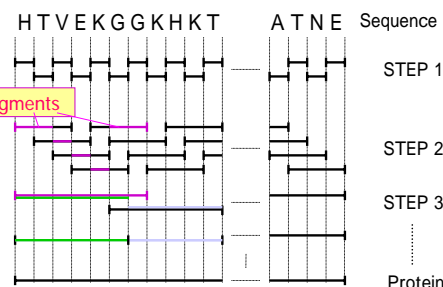 H T V E K G G K H K T A T N E Sequence
STEP 1
gments
STEP 2
STEP 3
Protein